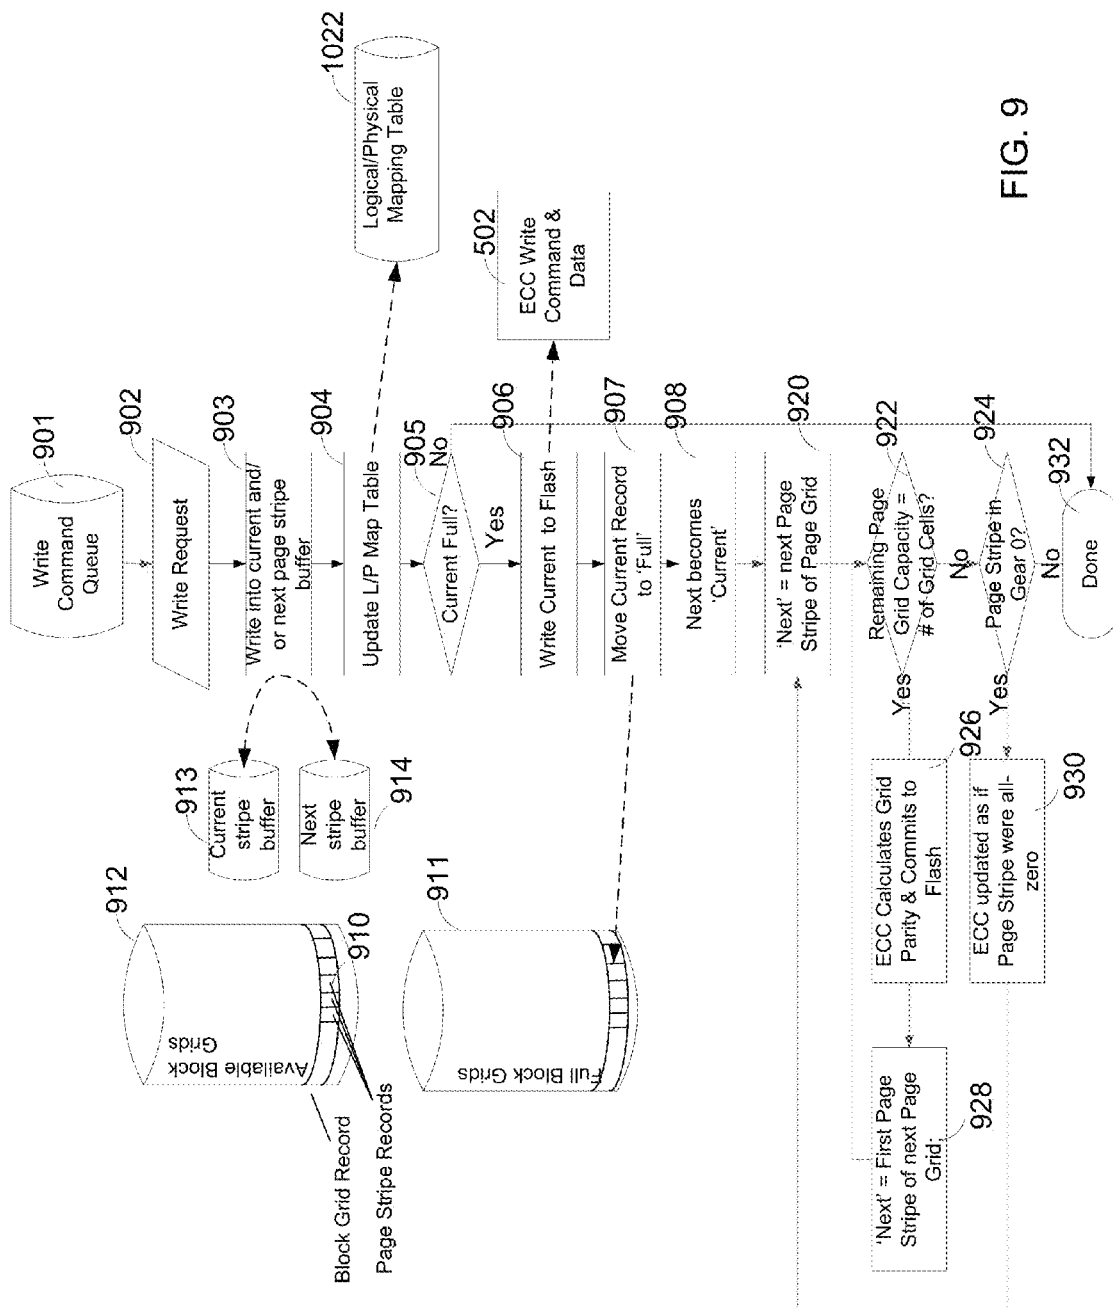 901
Write
Command
Queue
902
Write Request
903
Write into current and/
or next page stripe
buffer
904
Update L/P Map Table
1022
Logical/Physical
Mapping Table
905
Current Full?
No
Yes
906
Write Current to Flash
502
ECC Write
Command &
Data
907
Move Current Record
to 'Full'
908
Next becomes
'Current'
920
'Next' = next Page
Stripe of Page Grid
922
Remaining Page
Grid Capacity =
# of Grid Cells?
Yes
No
924
Page Stripe in
Gear 0?
Yes
No
932
Done
913
Current
stripe
buffer
Next
stripe
buffer
914
912
Available Block
Grids
910
Block Grid Record
Page Stripe Records
911
Full Block Grids
926
ECC Calculates Grid
Parity & Commits to
Flash
928
'Next' = First Page
Stripe of next Page
Grid;
930
ECC updated as if
Page Stripe were all-
zero
FIG. 9